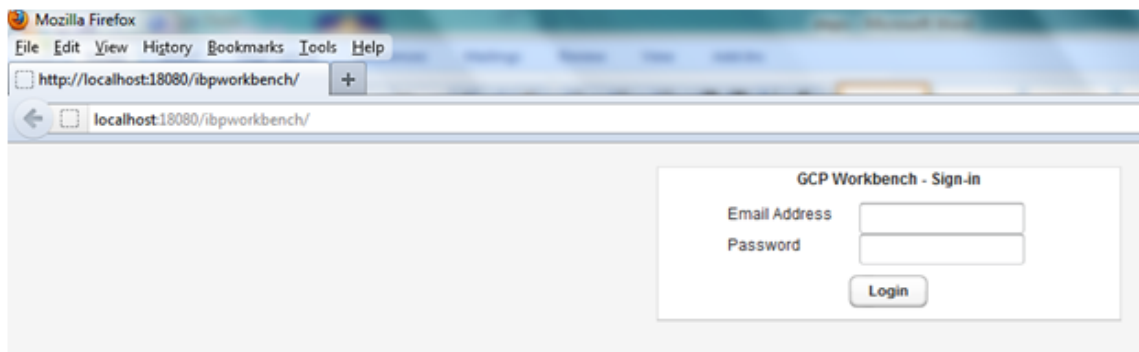 Mozilla Firefox
File Edit View History Bookmarks Tools Help
http://localhost:18080/ibpworkbench/ +
localhost:18080/ibpworkbench/
GCP Workbench - Sign-in
Email Address
Password
Login